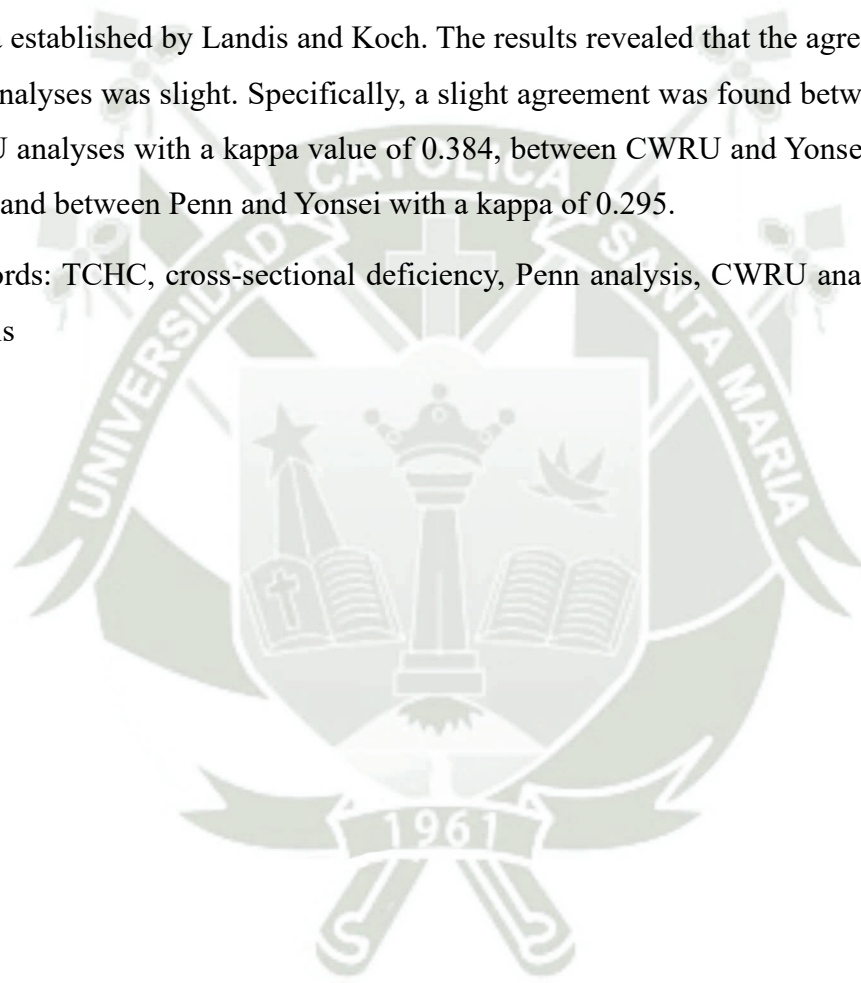 established by Landis and Koch. The results revealed that the agre
nalyses was slight. Specifically, a slight agreement was found betw
U analyses with a kappa value of 0.384, between CWRU and Yonse
and between Penn and Yonsei with a kappa of 0.295.
ords: TCHC, cross-sectional deficiency, Penn analysis, CWRU ana
is
UNIVERSIDAD CATOLICA SANTA MARIA
1961